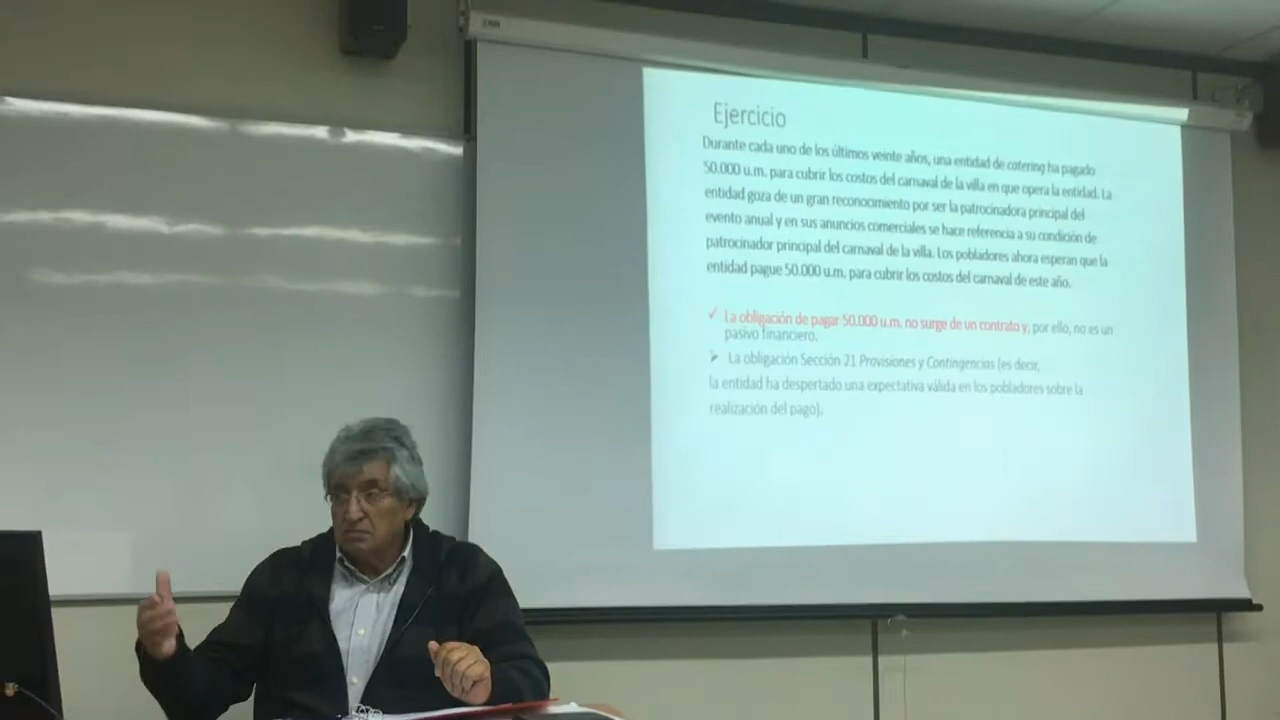 Ejercicio
Durante cada uno de los últimos veinte años, una entidad de catering ha pagado
50.000 u.m. para cubrir los costos del carnaval de la villa en que opera la entidad. La
entidad goza de un gran reconocimiento por ser la patrocinadora principal del
evento anual y en sus anuncios comerciales se hace referencia a su condición de
patrocinador principal del carnaval de la villa. Los pobladores ahora esperan que la
entidad pague 50.000 u.m. para cubrir los costos del carnaval de este año.
✓ La obligación de pagar 50.000 u.m. no surge de un contrato y, por ello, no es un
pasivo financiero.
➢ La obligación Sección 21 Provisiones y Contingencias (es decir,
la entidad ha despertado una expectativa válida en los pobladores sobre la
realización del pago).